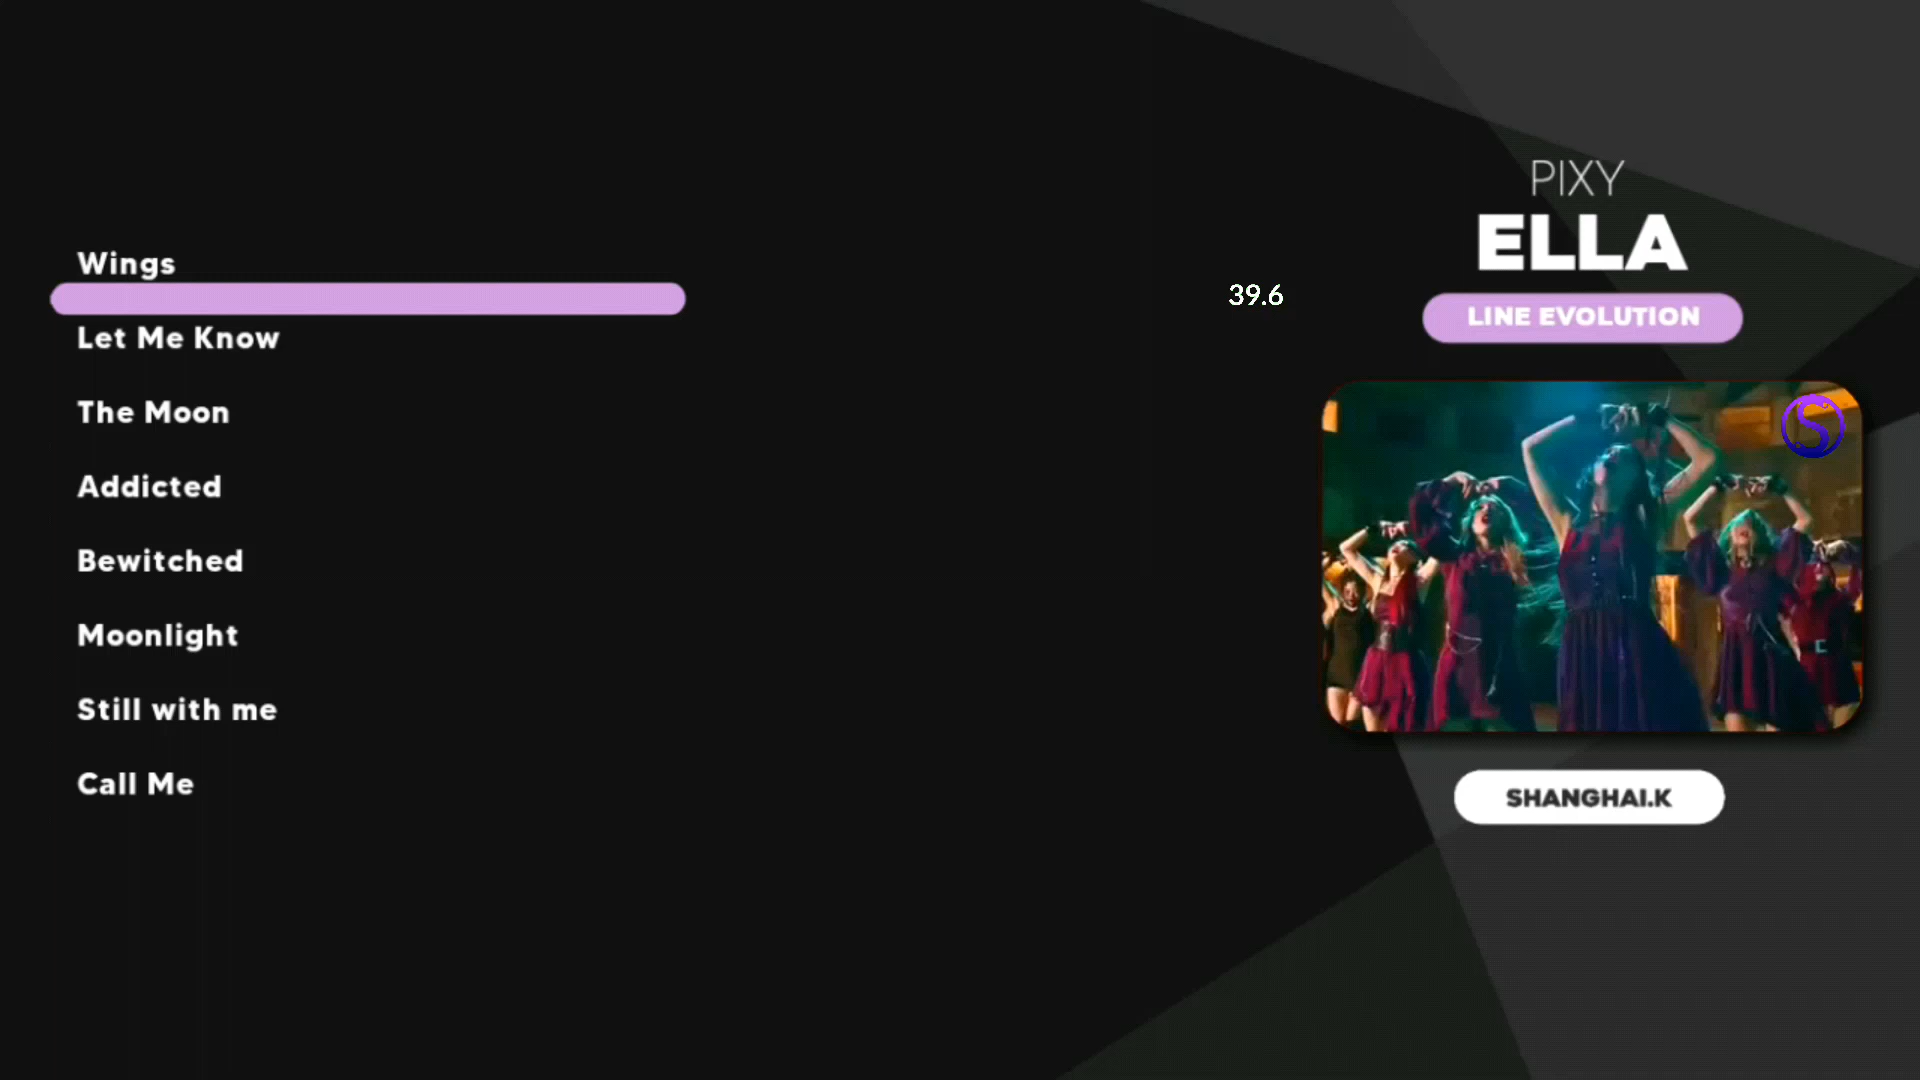 Wings
39.6
Let Me Know
The Moon
Addicted
Bewitched
Moonlight
Still with me
Call Me
PIXY
ELLA
LINE EVOLUTION
S
SHANGHAI.K